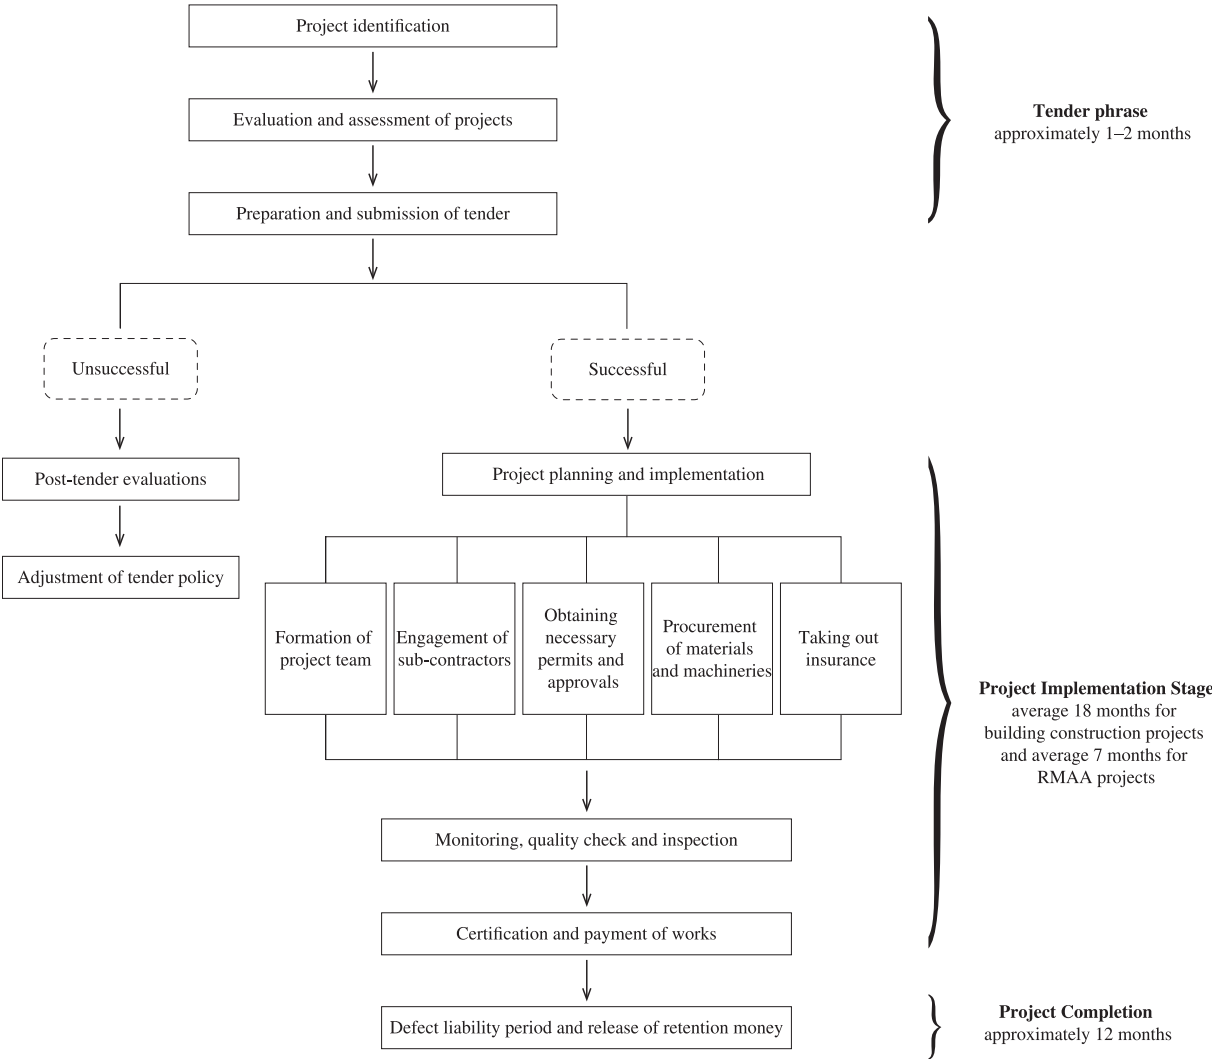 Project identification
Evaluation and assessment of projects
Preparation and submission of tender
Tender phrase
approximately 1–2 months
Unsuccessful
Successful
Post-tender evaluations
Adjustment of tender policy
Project planning and implementation
Formation of
project team
Engagement of
sub-contractors
Obtaining
necessary
permits and
approvals
Procurement
of materials
and machineries
Taking out
insurance
Project Implementation Stage
average 18 months for
building construction projects
and average 7 months for
RMAA projects
Monitoring, quality check and inspection
Certification and payment of works
Defect liability period and release of retention money
Project Completion
approximately 12 months